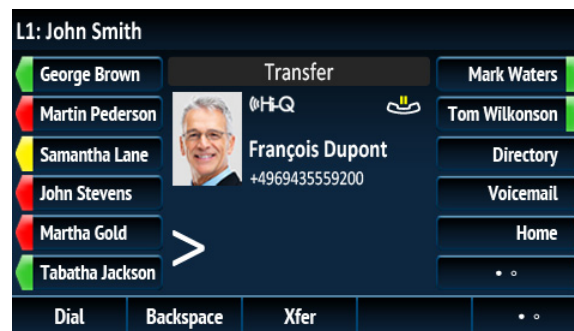 L1: John Smith
George Brown
Transfer
Mark Waters
Martin Pederson
Hi-Q
Tom Wilkonson
Samantha Lane
François Dupont
Directory
+4969435559200
John Stevens
Voicemail
Martha Gold
>
Home
Tabatha Jackson
Dial
Backspace
Xfer